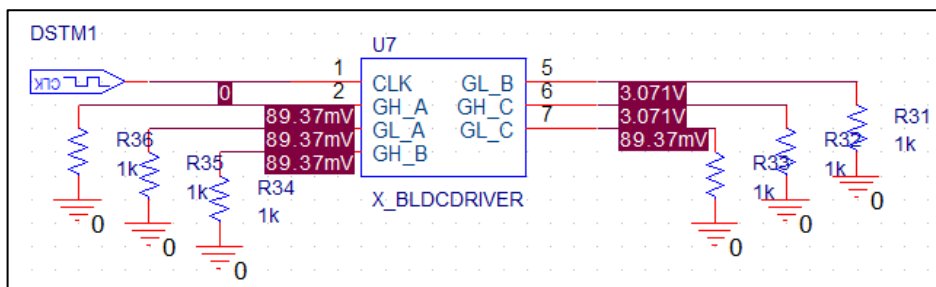 DSTM1
CLK
U7
1
CLK
GL_B
5
0
2
GH_A
GH_C
6
3.071V
89.37mV
GL_A
GL_C
7
3.071V
89.37mV
GH_B
89.37mV
89.37mV
X_BLDCDRIVER
R36
1k
R35
1k
R34
1k
R33
1k
R32
1k
R31
1k
0
0
0
0
0
0